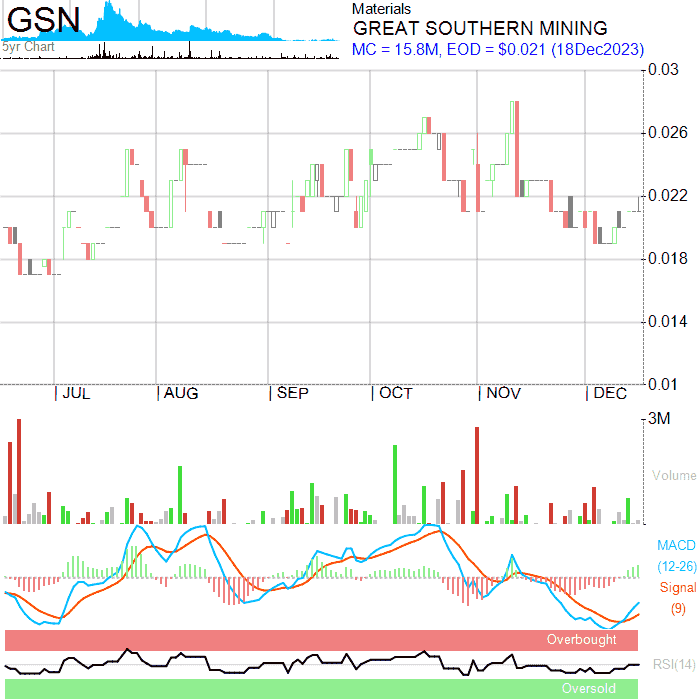 GSN
5yr Chart
Materials
GREAT SOUTHERN MINING
MC = 15.8M, EOD = $0.021 (18Dec2023)
0.03
0.026
0.022
0.018
0.014
0.01
JUL AUG SEP OCT NOV DEC
3M
Volume
MACD
(12-26)
Signal
(9)
Overbought
RSI(14)
Oversold